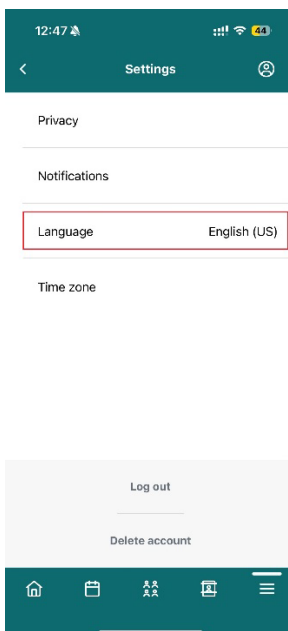 12:47
44
Settings
Privacy
Notifications
Language English (US)
Time zone
Log out
Delete account